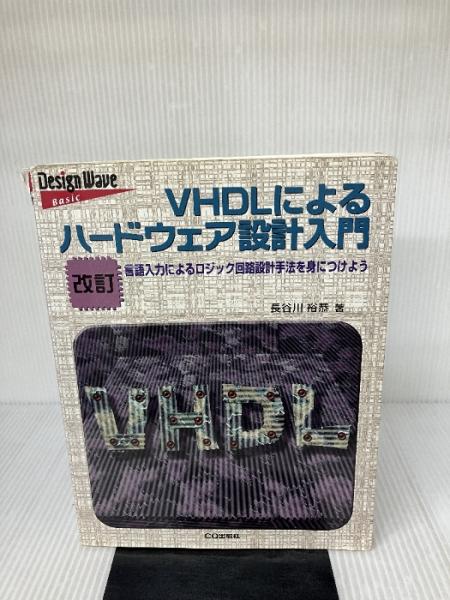 Design Wave
Basic
VHDLによる
ハードウェア設計入門
改訂
言語入力によるロジック回路設計手法を身につけよう
長谷川 裕恭 著
VHDL
CQ出版社